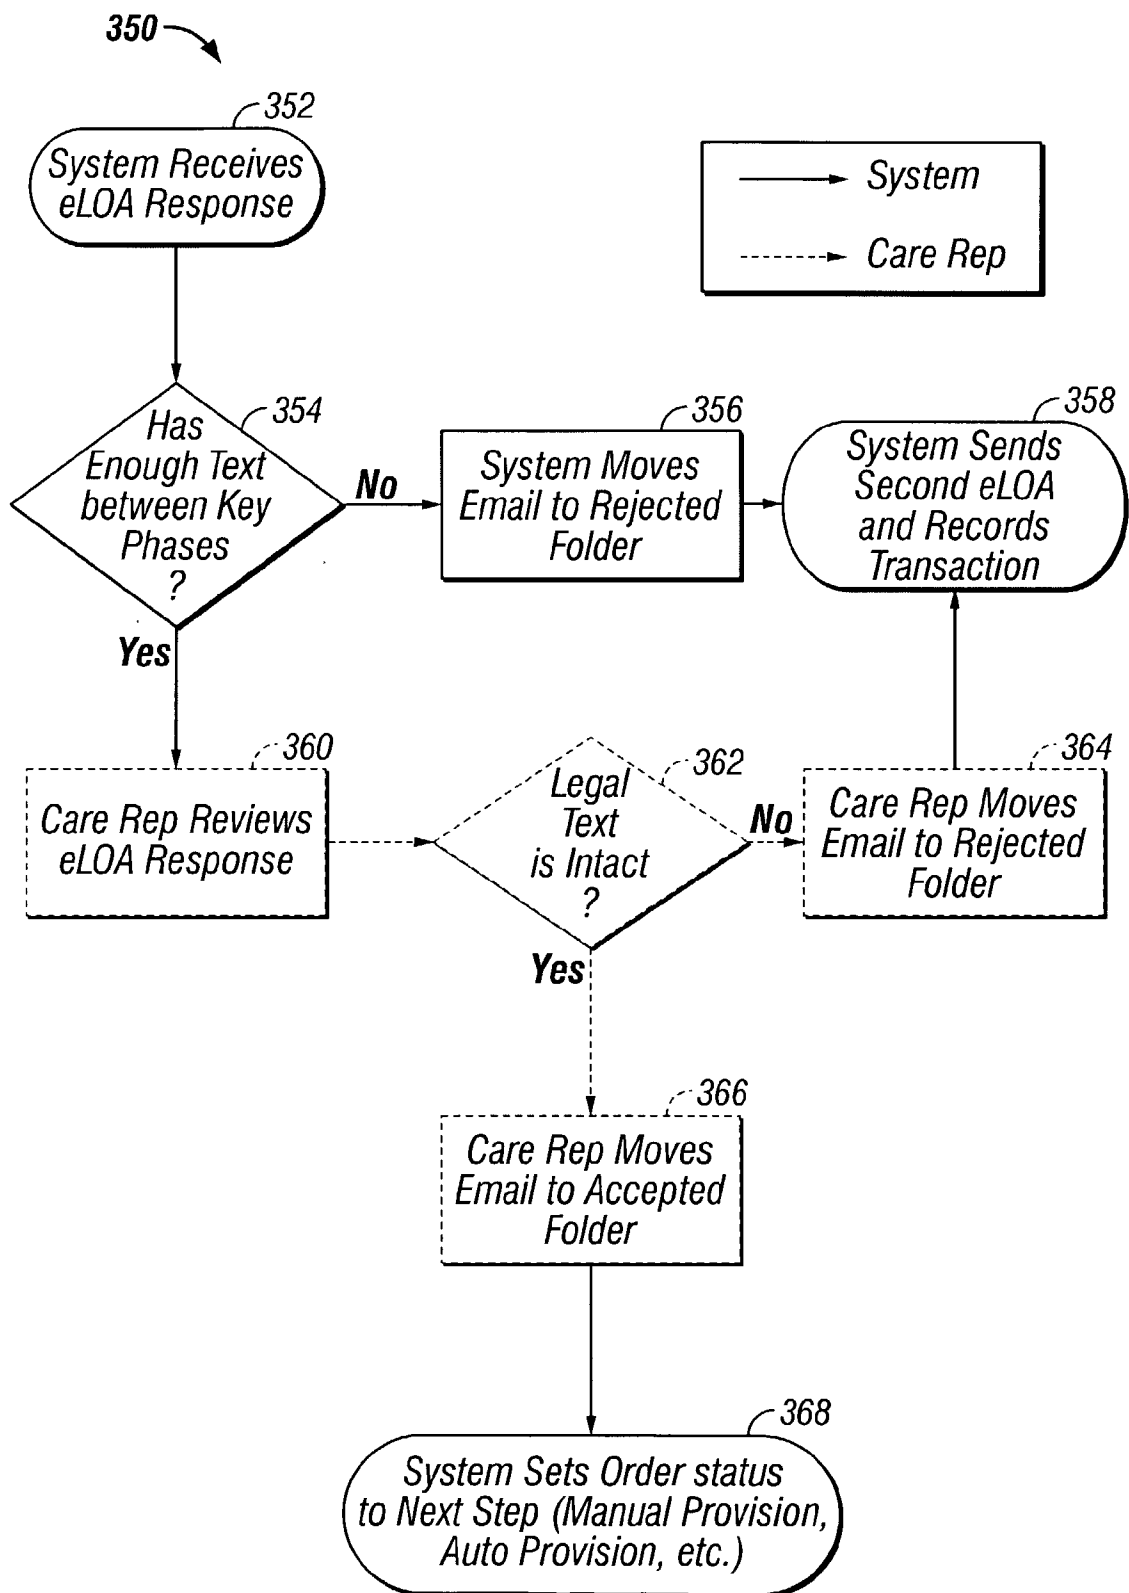 350
352
System Receives
eLOA Response
System
Care Rep
354
Has
Enough Text
between Key
Phases
?
No
Yes
356
System Moves
Email to Rejected
Folder
358
System Sends
Second eLOA
and Records
Transaction
360
Care Rep Reviews
eLOA Response
362
Legal
Text
is Intact
?
No
Yes
364
Care Rep Moves
Email to Rejected
Folder
366
Care Rep Moves
Email to Accepted
Folder
368
System Sets Order status
to Next Step (Manual Provision,
Auto Provision, etc.)